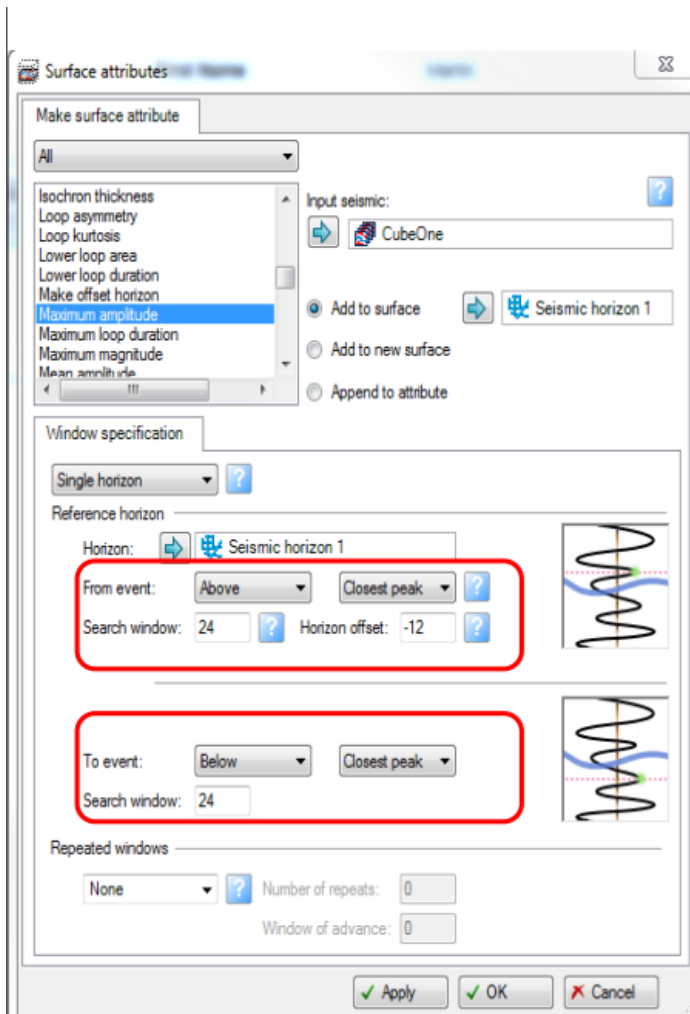 Surface attributes
Make surface attribute
All
Isochron thickness
Loop asymmetry
Loop kurtosis
Lower loop area
Lower loop duration
Make offset horizon
Maximum amplitude
Maximum loop duration
Maximum magnitude
Mean amplitude
Input seismic:
?
CubeOne
Add to surface
Seismic horizon 1
Add to new surface
Append to attribute
Window specification
Single horizon
?
Reference horizon
Horizon:
Seismic horizon 1
From event: Above Closest peak ?
Search window: 24 ? Horizon offset: -12 ?
To event: Below Closest peak
Search window: 24
Repeated windows
None ? Number of repeats: 0
Window of advance: 0
Apply OK Cancel